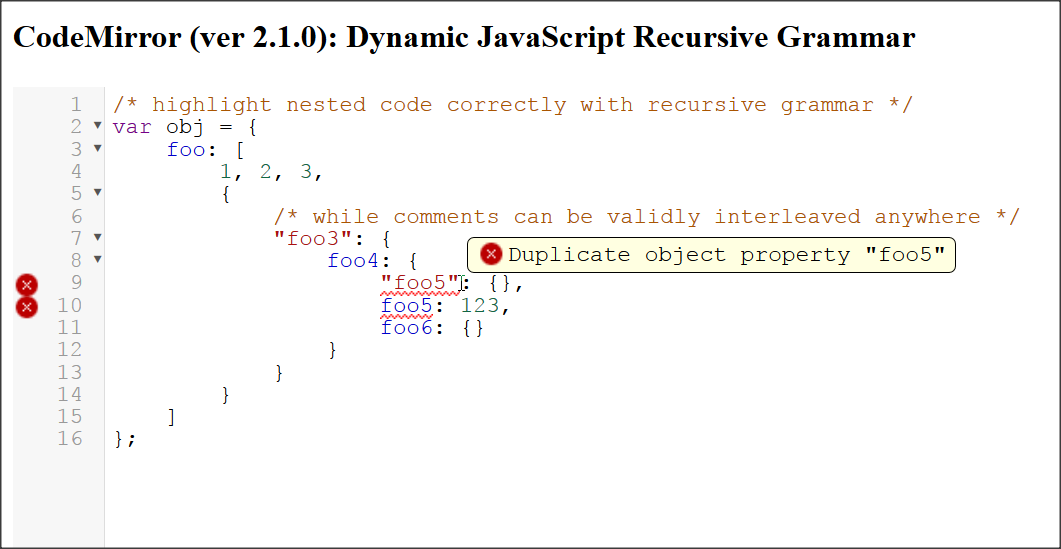 CodeMirror (ver 2.1.0): Dynamic JavaScript Recursive Grammar
1 /* highlight nested code correctly with recursive grammar */
2 var obj = {
3 foo: [
4 1, 2, 3,
5 {
6 /* while comments can be validly interleaved anywhere */
7 "foo3": {
8 foo4: {
Duplicate object property "foo5"
9 "foo5": {},
10 foo5: 123,
11 foo6: {}
12 }
13 }
14 }
15 ]
16 };